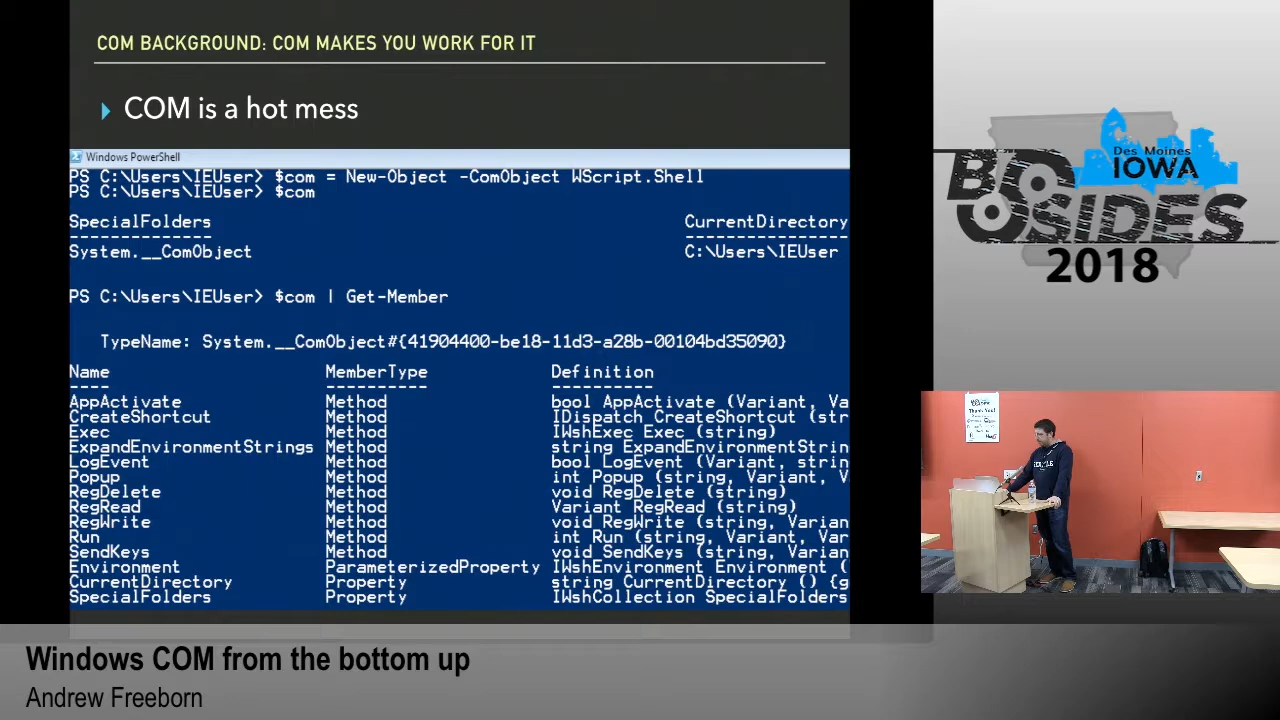 COM BACKGROUND: COM MAKES YOU WORK FOR IT
COM is a hot mess
Windows PowerShell
PS C:\Users\IEUser> $com = New-Object -ComObject WScript.Shell
PS C:\Users\IEUser> $com
SpecialFolders CurrentDirectory
-------------- ----------------
System.__ComObject C:\Users\IEUser
PS C:\Users\IEUser> $com | Get-Member
TypeName: System.__ComObject#{41904400-be18-11d3-a28b-00104bd35090}
Name MemberType Definition
---- ---------- ----------
AppActivate Method bool AppActivate (Variant, Va
CreateShortcut Method IDispatch CreateShortcut (str
Exec Method IWshExec Exec (string)
ExpandEnvironmentStrings Method string ExpandEnvironmentStrin
LogEvent Method bool LogEvent (Variant, strin
Popup Method int Popup (string, Variant, V
RegDelete Method void RegDelete (string)
RegRead Method Variant RegRead (string)
RegWrite Method void RegWrite (string, Varian
Run Method int Run (string, Variant, Var
SendKeys Method void SendKeys (string, Varian
Environment ParameterizedProperty IWshEnvironment Environment (
CurrentDirectory Property string CurrentDirectory () {g
SpecialFolders Property IWshCollection SpecialFolders
Des Moines
IOWA
BSIDES
2018
Thank You!
Windows COM from the bottom up
Andrew Freeborn